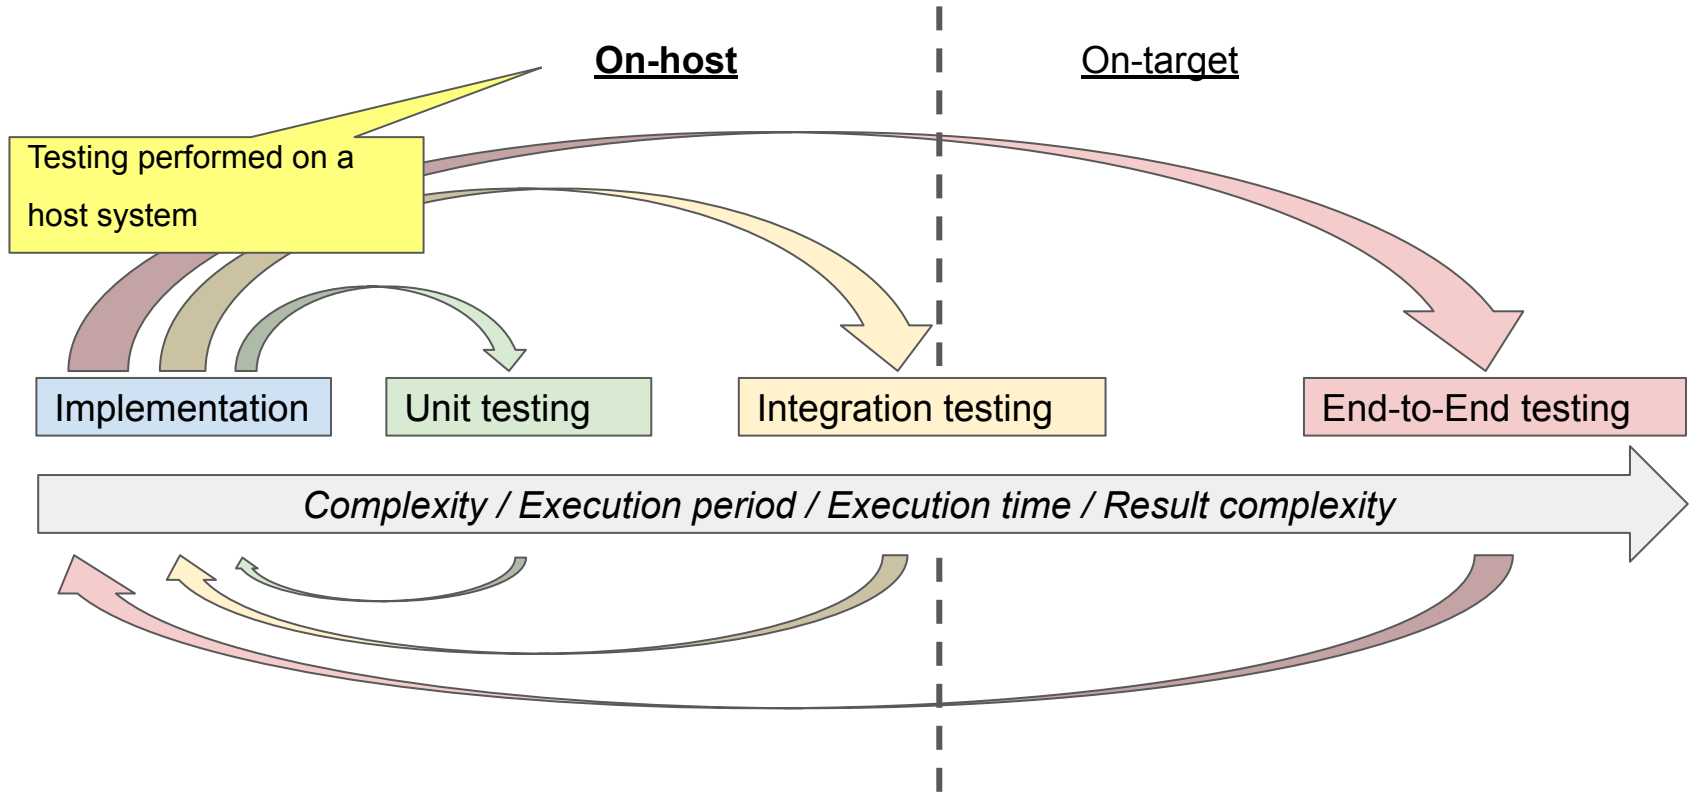 On-host
On-target
Testing performed on a
host system
Implementation
Unit testing
Integration testing
End-to-End testing
Complexity / Execution period / Execution time / Result complexity